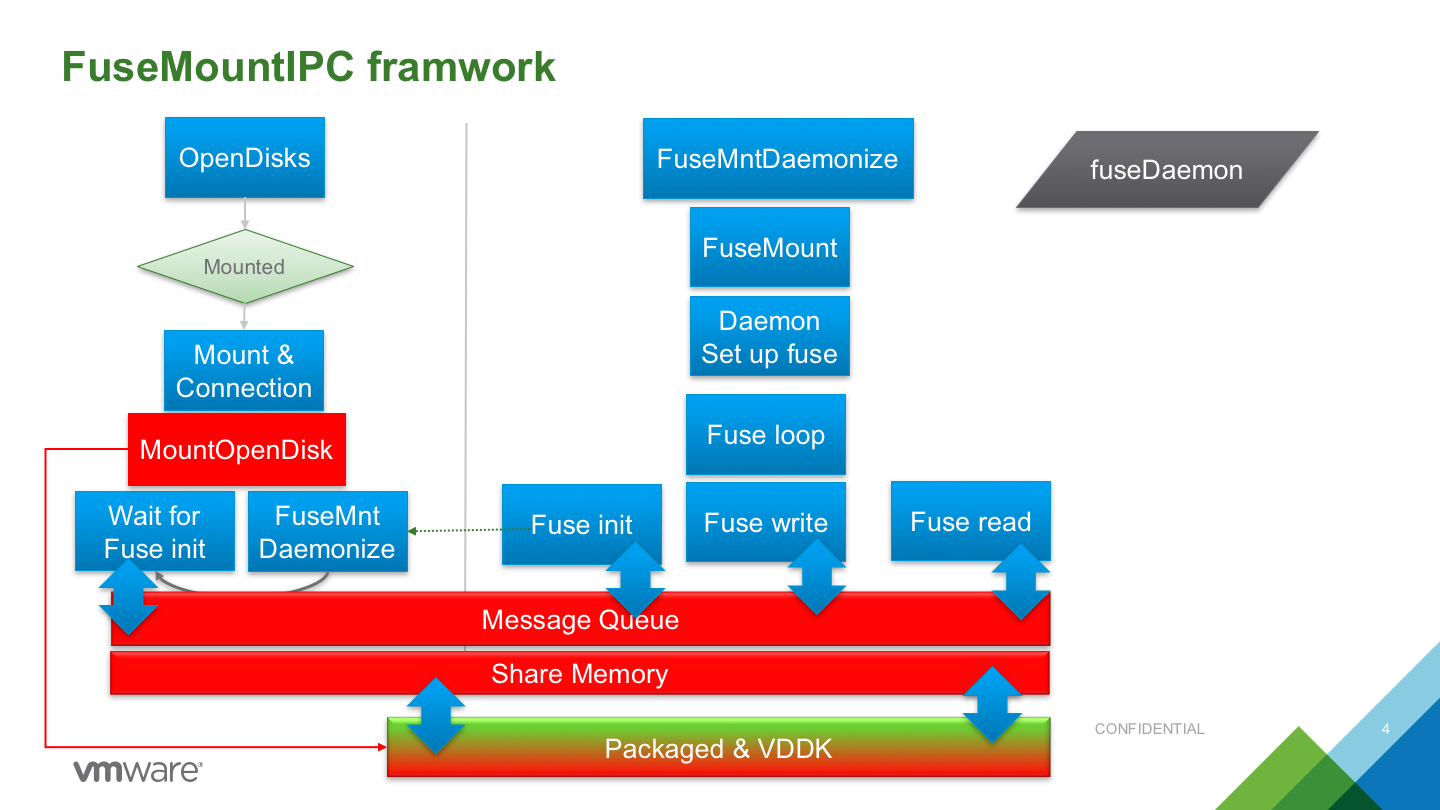 FuseMountIPC framwork
OpenDisks
Mounted
Mount &
Connection
MountOpenDisk
Wait for
Fuse init
FuseMnt
Daemonize
FuseMntDaemonize
FuseMount
Daemon
Set up fuse
Fuse loop
Fuse init
Fuse write
Fuse read
fuseDaemon
Message Queue
Share Memory
Packaged & VDDK
CONFIDENTIAL
4
vmware